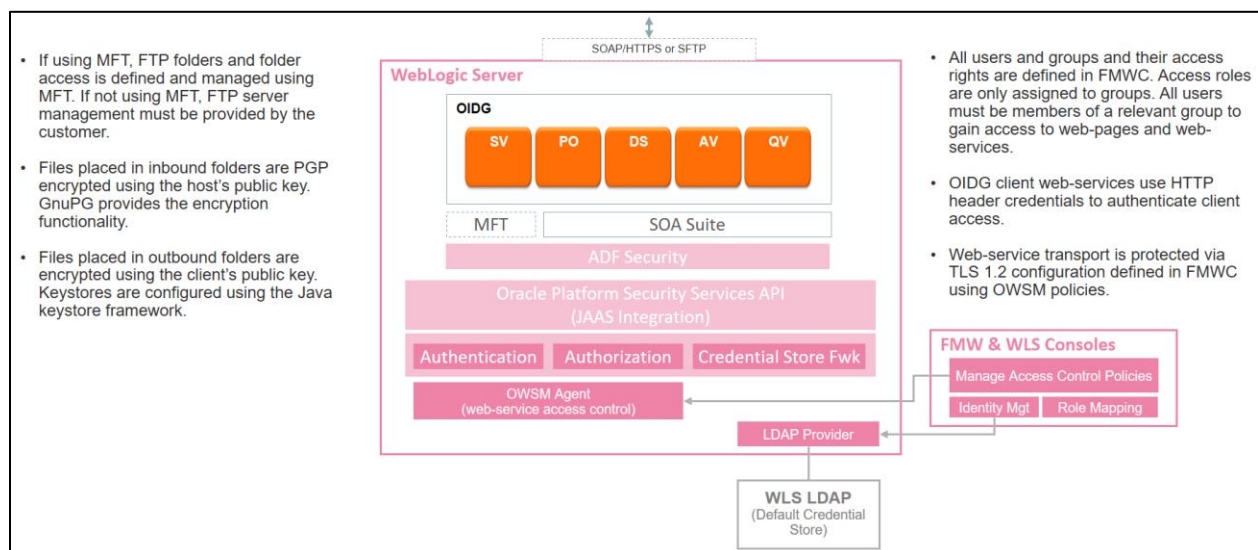 • If using MFT, FTP folders and folder
access is defined and managed using
MFT. If not using MFT, FTP server
management must be provided by the
customer.
• Files placed in inbound folders are PGP
encrypted using the host's public key.
GnuPG provides the encryption
functionality.
• Files placed in outbound folders are
encrypted using the client's public key.
Keystores are configured using the Java
keystore framework.
SOAP/HTTPS or SFTP
WebLogic Server
OIDG
SV PO DS AV QV
MFT SOA Suite
ADF Security
Oracle Platform Security Services API
(JAAS Integration)
Authentication Authorization Credential Store Fwk
OWSM Agent
(web-service access control)
LDAP Provider
WLS LDAP
(Default Credential
Store)
• All users and groups and their access
rights are defined in FMWC. Access roles
are only assigned to groups. All users
must be members of a relevant group to
gain access to web-pages and web-
services.
• OIDG client web-services use HTTP
header credentials to authenticate client
access.
• Web-service transport is protected via
TLS 1.2 configuration defined in FMWC
using OWSM policies.
FMW & WLS Consoles
Manage Access Control Policies
Identity Mgt Role Mapping